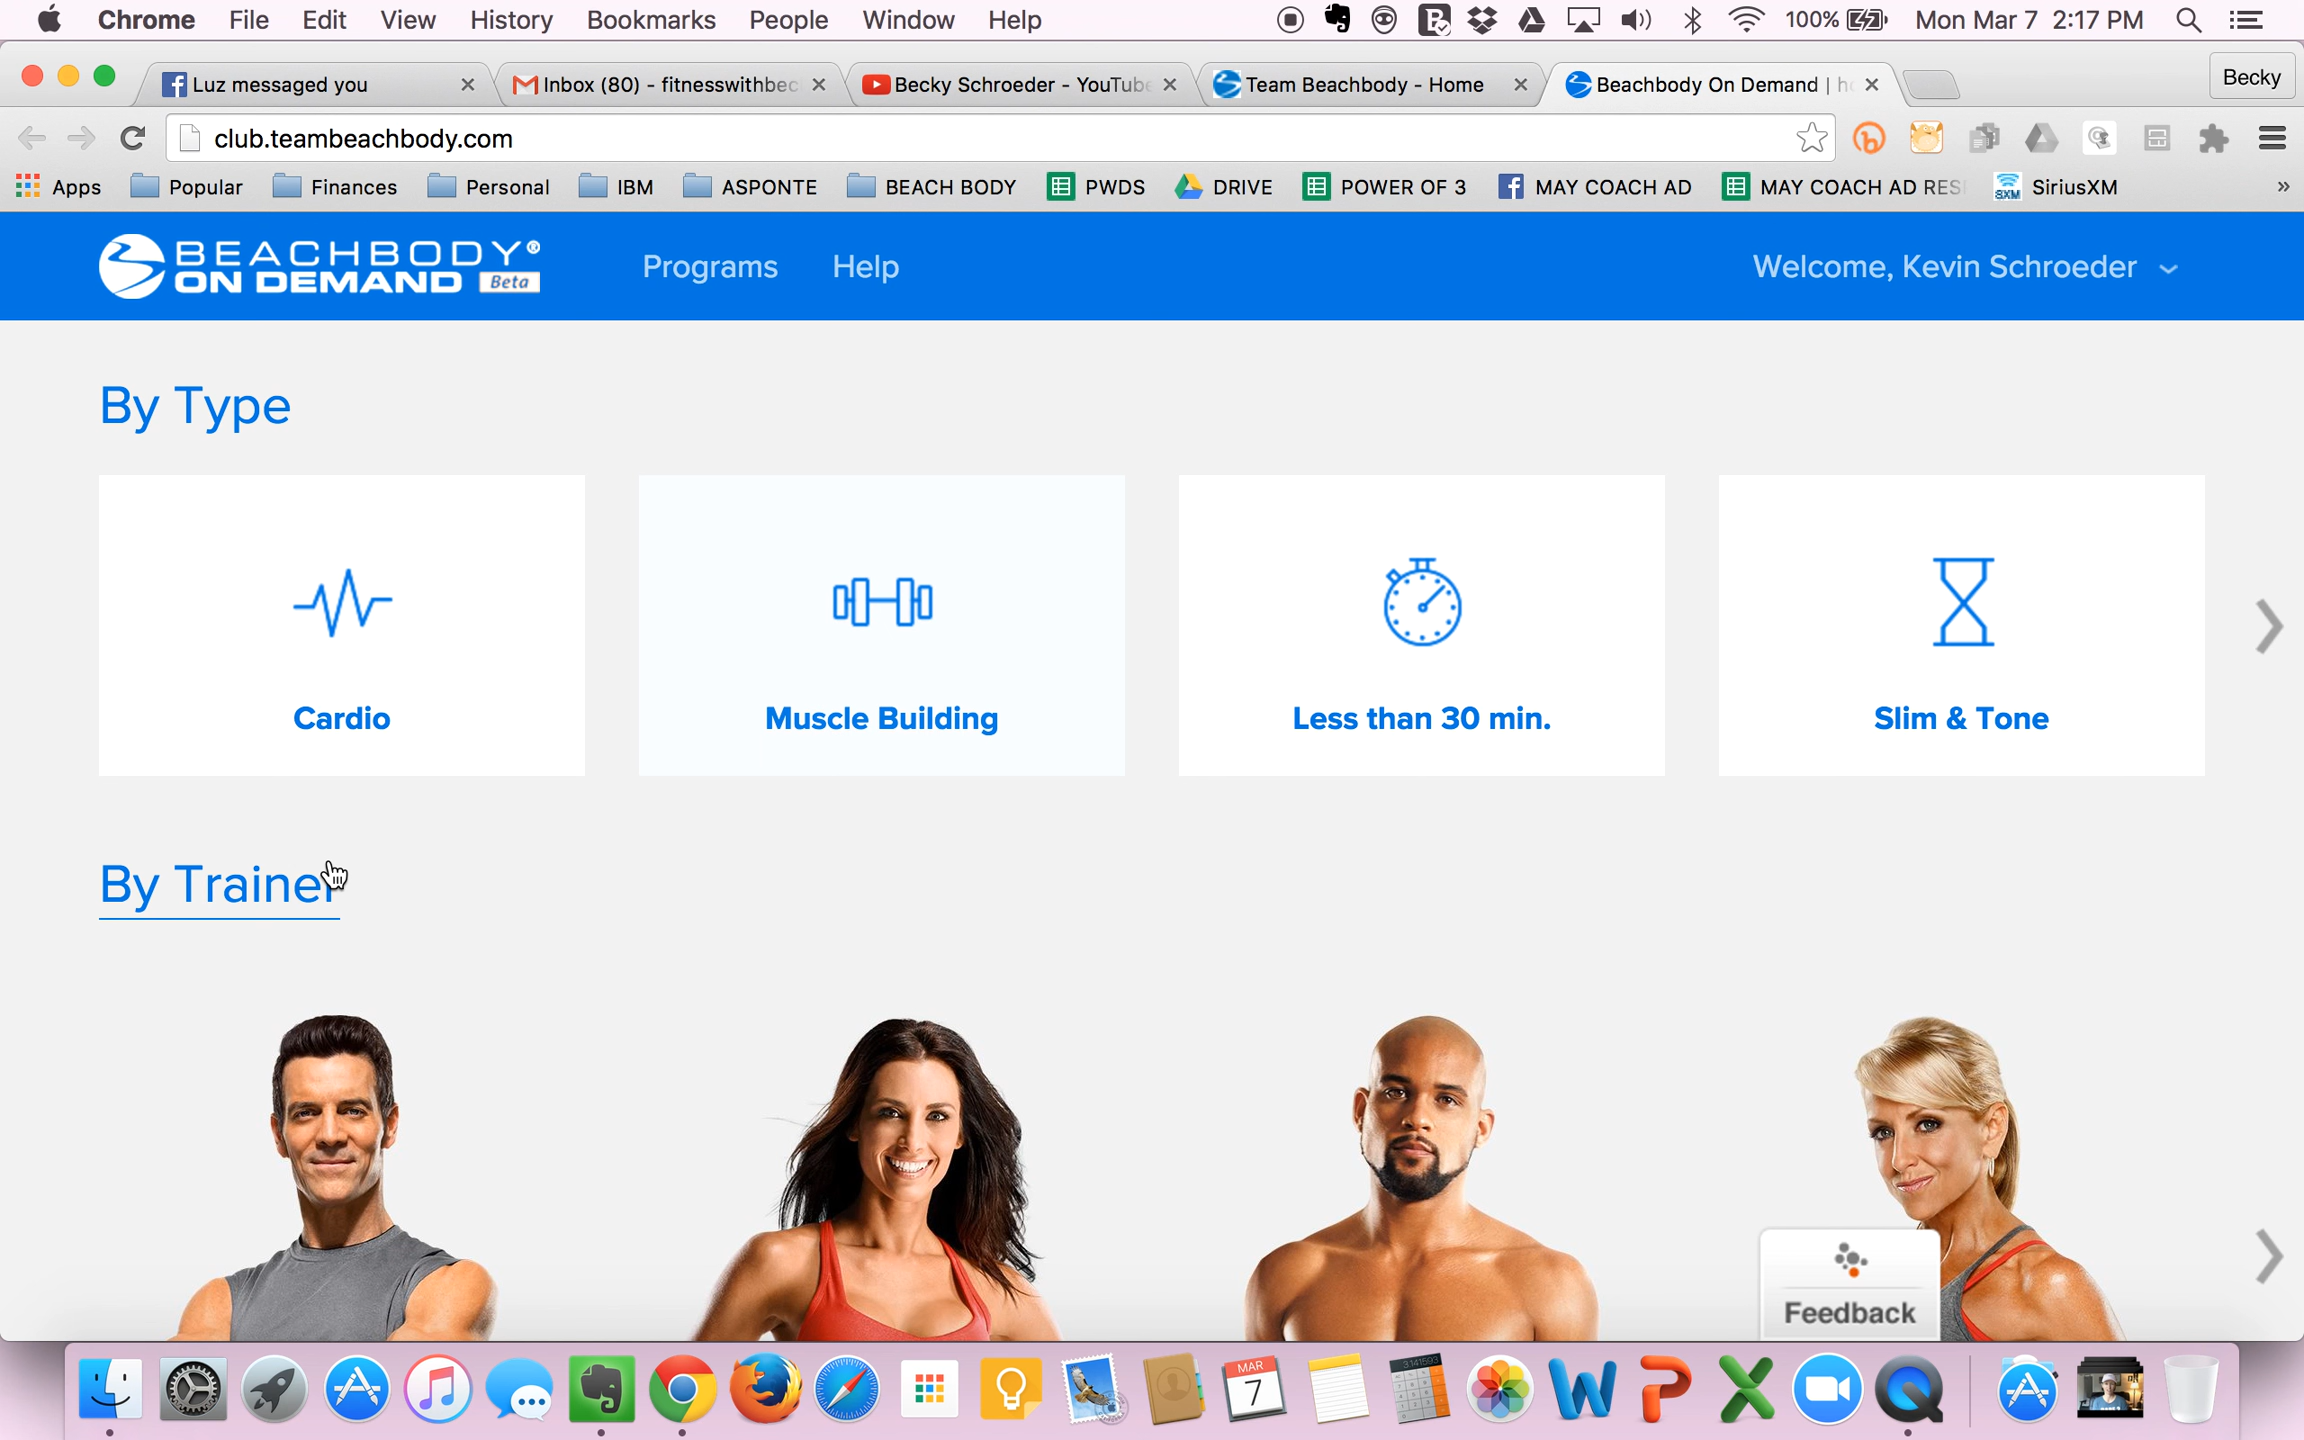 Chrome File Edit View History Bookmarks People Window Help 100% Mon Mar 7 2:17 PM
Luz messaged you Inbox (80) - fitnesswithbec Becky Schroeder - YouTube Team Beachbody - Home Beachbody On Demand | h Becky
club.teambeachbody.com
Apps Popular Finances Personal IBM ASPONTE BEACH BODY PWDS DRIVE POWER OF 3 MAY COACH AD MAY COACH AD RES SiriusXM »
BEACHBODY®
ON DEMAND Beta
Programs Help Welcome, Kevin Schroeder
By Type
Cardio Muscle Building Less than 30 min. Slim & Tone
By Trainer
Feedback
MAR
7